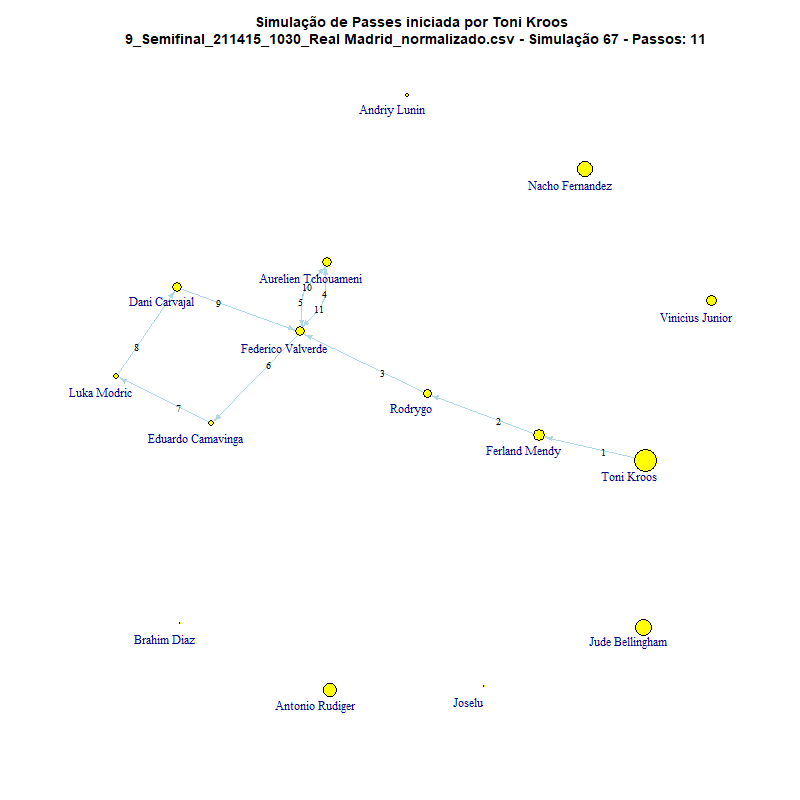 Simulação de Passes iniciada por Toni Kroos
9_Semifinal_211415_1030_Real Madrid_normalizado.csv - Simulação 67 - Passos: 11
Andriy Lunin
Nacho Fernandez
Aurelien Tchouameni
10
4
5
11
Dani Carvajal
9
Vinicius Junior
Federico Valverde
8
6
3
Luka Modric
7
Rodrygo
2
Eduardo Camavinga
Ferland Mendy
1
Toni Kroos
Brahim Diaz
Jude Bellingham
Antonio Rudiger
Joselu